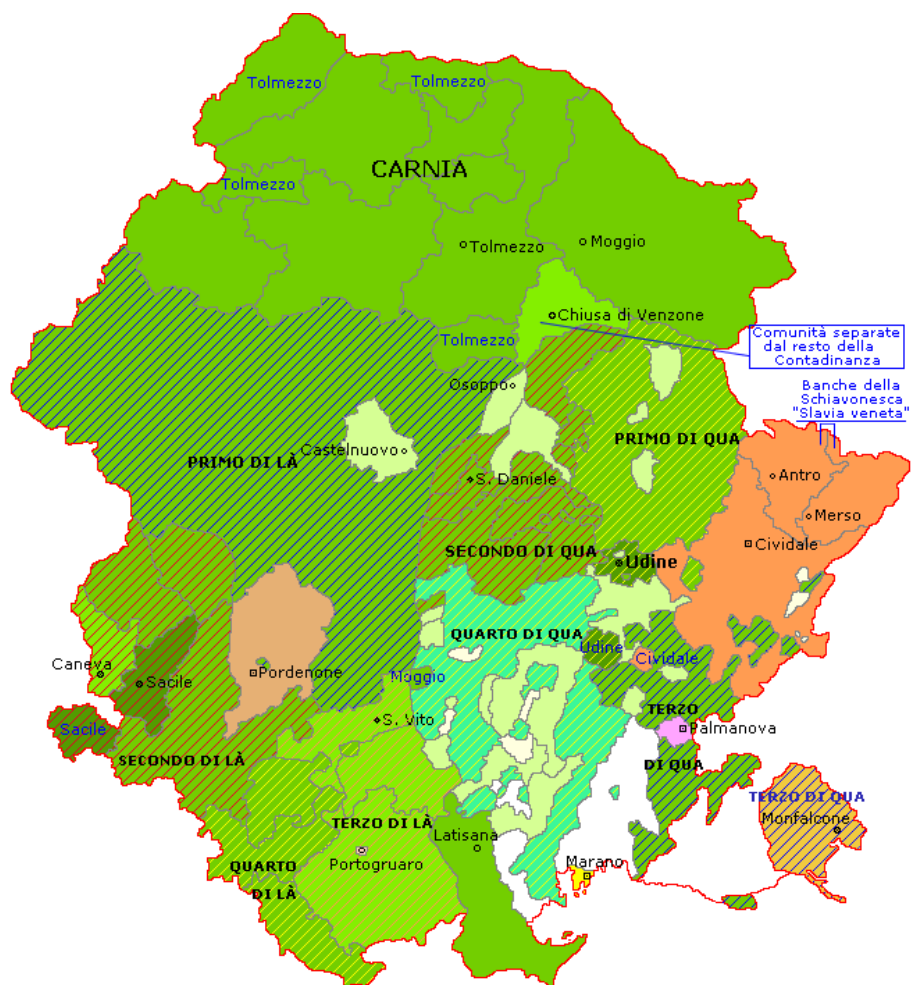 Tolmezzo
Tolmezzo
CARNIA
Tolmezzo
Tolmezzo
Moggio
Chiusa di Venzone
Tolmezzo
Comunità separate
dal resto della
Contadinanza
Osoppo
Banche della
Schiavonesca
"Slavia veneta"
PRIMO DI QUA
Castelnuovo
PRIMO DI LÀ
S. Daniele
Antro
Merso
Cividale
SECONDO DI QUA
Udine
QUARTO DI QUA
Udine
Cividale
Caneva
Sacile
Pordenone
Moggio
TERZO
S. Vito
Sacile
Palmanova
SECONDO DI LÀ
DI QUA
TERZO DI QUA
TERZO DI LÀ
Monfalcone
Latisana
Portogruaro
Marano
QUARTO
DI LÀ